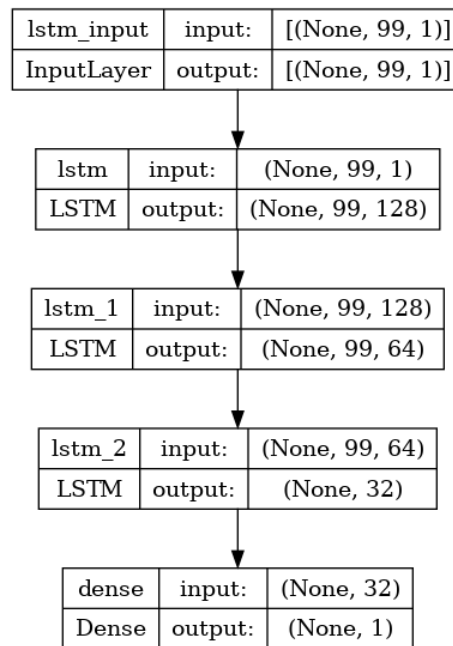 lstm_input input: [(None, 99, 1)]
InputLayer output: [(None, 99, 1)]
lstm input: (None, 99, 1)
LSTM output: (None, 99, 128)
lstm_1 input: (None, 99, 128)
LSTM output: (None, 99, 64)
lstm_2 input: (None, 99, 64)
LSTM output: (None, 32)
dense input: (None, 32)
Dense output: (None, 1)